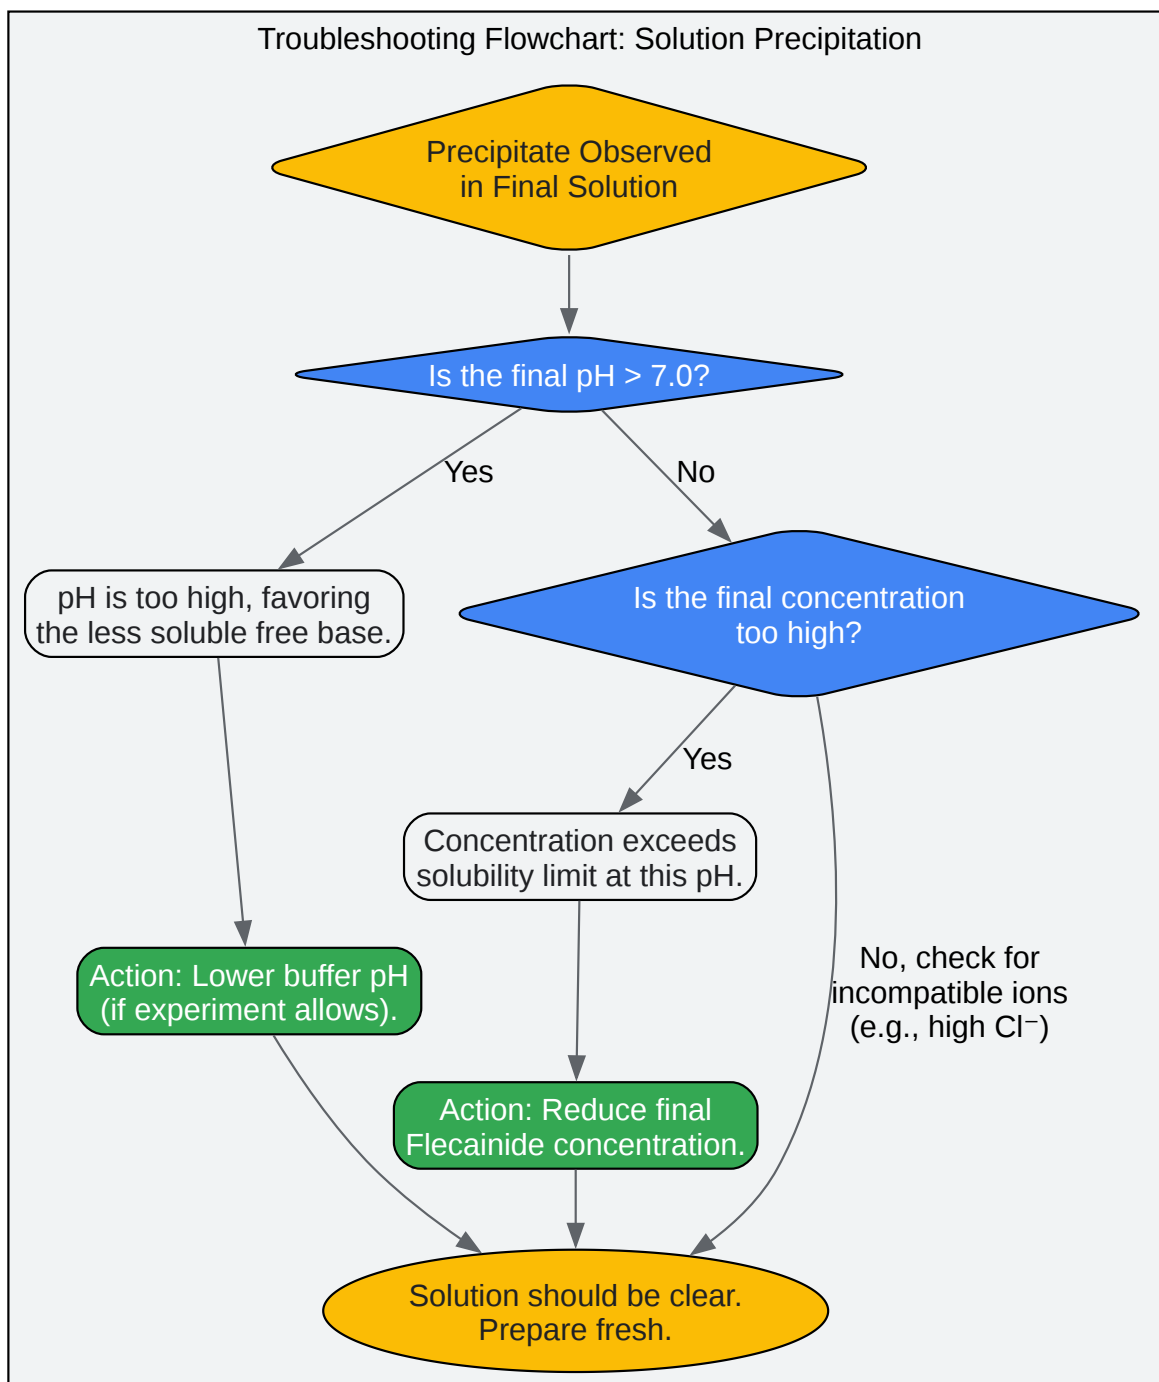 Troubleshooting Flowchart: Solution Precipitation
Precipitate Observed
in Final Solution
Is the final pH > 7.0?
Yes
No
pH is too high, favoring
the less soluble free base.
Is the final concentration
too high?
Yes
Concentration exceeds
solubility limit at this pH.
Action: Lower buffer pH
(if experiment allows).
No, check for
incompatible ions
(e.g., high Cl⁻)
Action: Reduce final
Flecainide concentration.
Solution should be clear.
Prepare fresh.